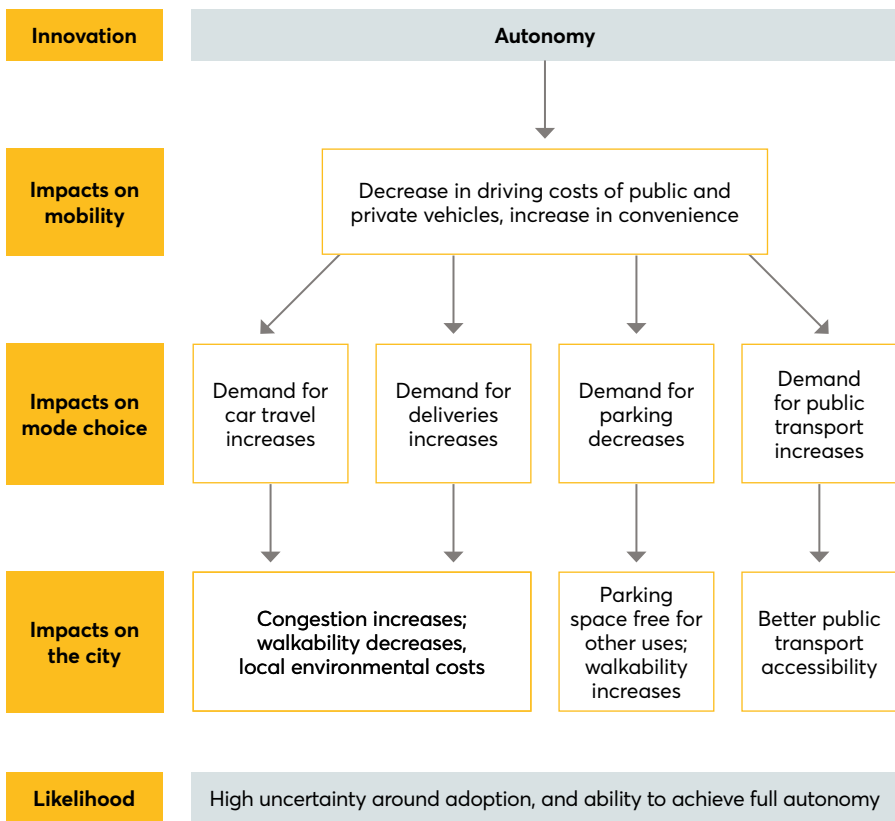 Innovation
Autonomy
Impacts on
mobility
Decrease in driving costs of public and
private vehicles, increase in convenience
Impacts on
mode choice
Demand for
car travel
increases
Demand for
deliveries
increases
Demand for
parking
decreases
Demand
for public
transport
increases
Impacts on
the city
Congestion increases;
walkability decreases,
local environmental costs
Parking
space free for
other uses;
walkability
increases
Better public
transport
accessibility
Likelihood
High uncertainty around adoption, and ability to achieve full autonomy